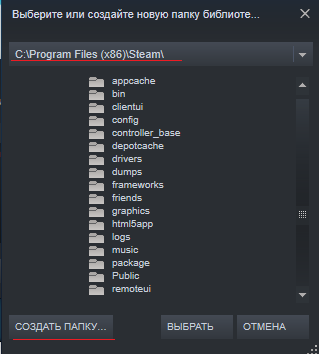 Выберите или создайте новую папку библиоте...
C:\Program Files (x86)\Steam\
appcache
bin
clientui
config
controller_base
depotcache
drivers
dumps
frameworks
friends
graphics
html5app
logs
music
package
Public
remoteui
СОЗДАТЬ ПАПКУ... ВЫБРАТЬ ОТМЕНА